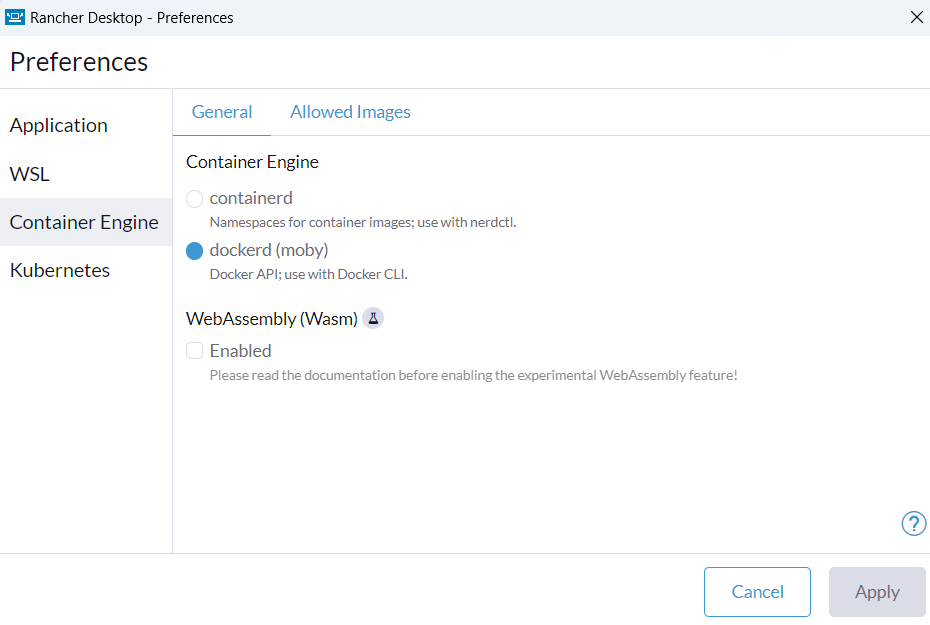 Rancher Desktop - Preferences
Preferences
Application
WSL
Container Engine
Kubernetes
General
Allowed Images
Container Engine
containerd
Namespaces for container images; use with nerdctl.
dockerd (moby)
Docker API; use with Docker CLI.
WebAssembly (Wasm)
Enabled
Please read the documentation before enabling the experimental WebAssembly feature!
?
Cancel
Apply